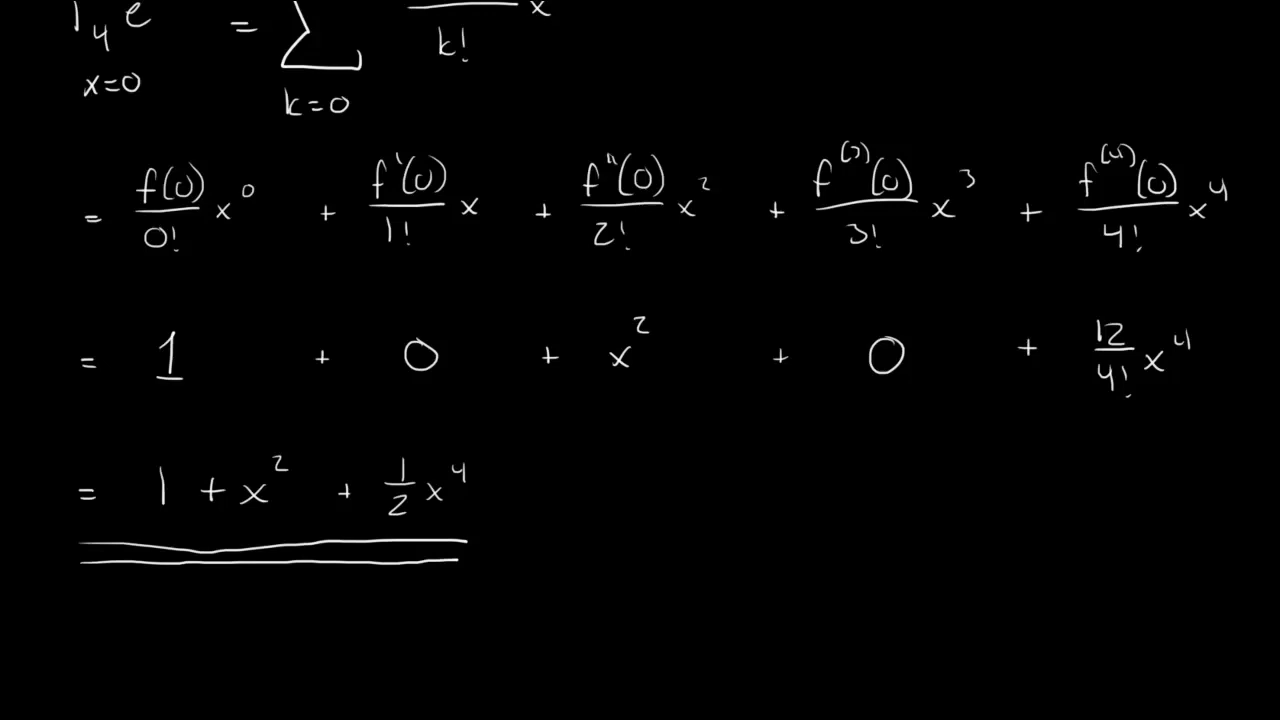 T₄ e = ∑ x
k!
x=0
k=0
= f(0)/0! x⁰ + f'(0)/1! x + f''(0)/2! x² + f⁽³⁾(0)/3! x³ + f⁽⁴⁾(0)/4! x⁴
= 1 + 0 + x² + 0 + 12/4! x⁴
= 1 + x² + 1/2 x⁴